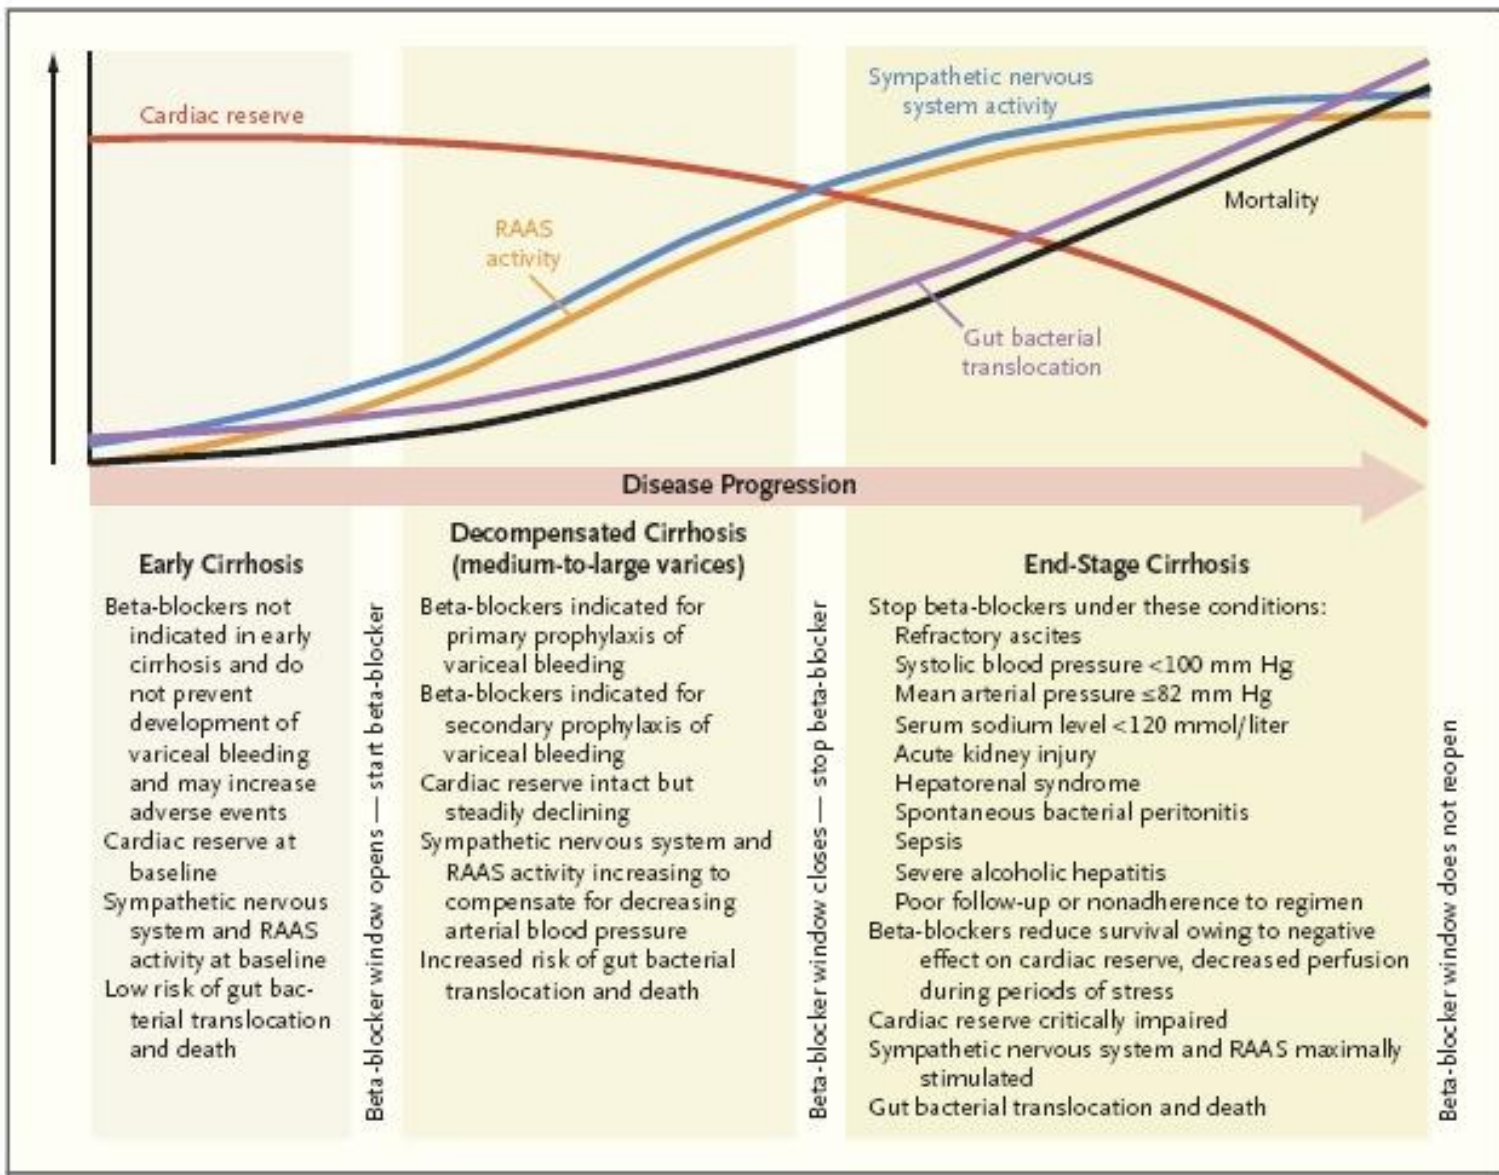 Cardiac reserve
Sympathetic nervous
system activity
RAAS
activity
Mortality
Gut bacterial
translocation
Disease Progression
Early Cirrhosis
Beta-blockers not
indicated in early
cirrhosis and do
not prevent
development of
variceal bleeding
and may increase
adverse events
Cardiac reserve at
baseline
Sympathetic nervous
system and RAAS
activity at baseline
Low risk of gut bac-
terial translocation
and death
Beta-blocker window opens — start beta-blocker
Decompensated Cirrhosis
(medium-to-large varices)
Beta-blockers indicated for
primary prophylaxis of
variceal bleeding
Beta-blockers indicated for
secondary prophylaxis of
variceal bleeding
Cardiac reserve intact but
steadily declining
Sympathetic nervous system and
RAAS activity increasing to
compensate for decreasing
arterial blood pressure
Increased risk of gut bacterial
translocation and death
Beta-blocker window closes — stop beta-blocker
End-Stage Cirrhosis
Stop beta-blockers under these conditions:
Refractory ascites
Systolic blood pressure <100 mm Hg
Mean arterial pressure ≤82 mm Hg
Serum sodium level <120 mmol/liter
Acute kidney injury
Hepatorenal syndrome
Spontaneous bacterial peritonitis
Sepsis
Severe alcoholic hepatitis
Poor follow-up or nonadherence to regimen
Beta-blockers reduce survival owing to negative
effect on cardiac reserve, decreased perfusion
during periods of stress
Cardiac reserve critically impaired
Sympathetic nervous system and RAAS maximally
stimulated
Gut bacterial translocation and death
Beta-blocker window does not reopen